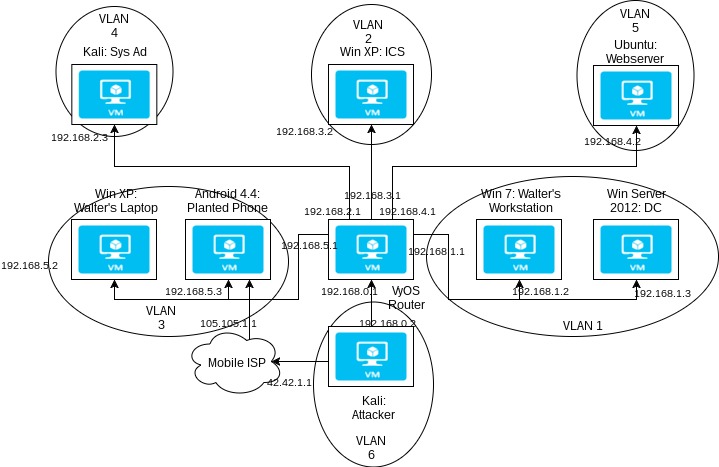 VLAN
4
Kali: Sys Ad
VM
192.168.2.3
VLAN
2
Win XP: ICS
VM
192.168.3.2
VLAN
5
Ubuntu:
Webserver
VM
192.168.4.2
Win XP:
Walter's Laptop
VM
192.168.5.2
Android 4.4:
Planted Phone
VM
192.168.5.3
VLAN
3
192.168.3.1
192.168.2.1
192.168.4.1
192.168.5.1
192.168.1.1
VM
192.168.0.1
VyOS
Router
Win 7: Walter's
Workstation
VM
192.168.1.2
Win Server
2012: DC
VM
192.168.1.3
VLAN 1
105.105.1.1
Mobile ISP
42.42.1.1
192.168.0.2
VM
Kali:
Attacker
VLAN
6